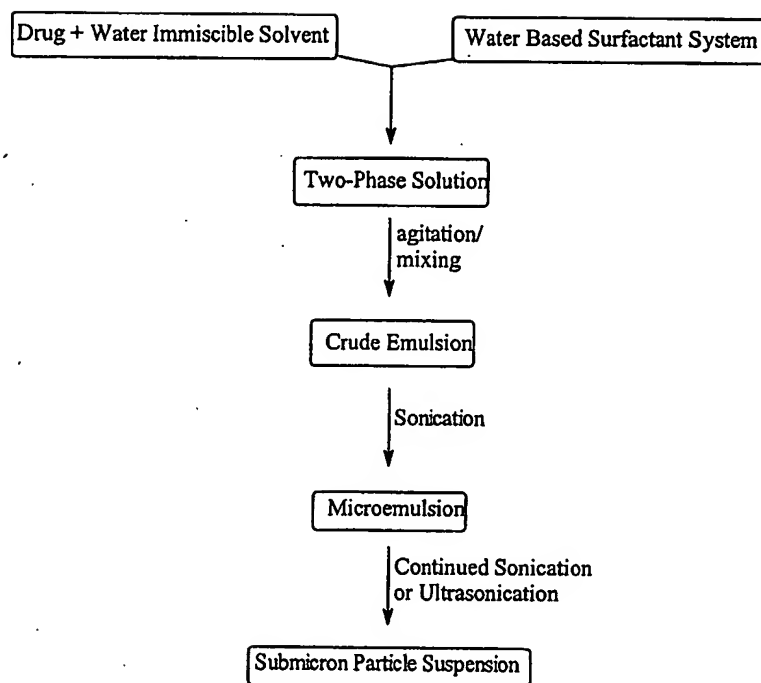 Drug + Water Immiscible Solvent
Water Based Surfactant System
Two-Phase Solution
agitation/
mixing
Crude Emulsion
Sonication
Microemulsion
Continued Sonication
or Ultrasonication
Submicron Particle Suspension